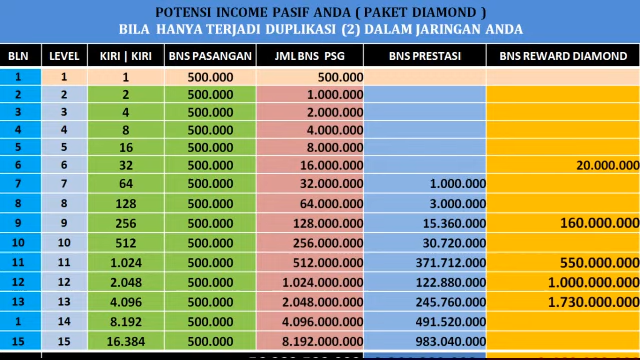 POTENSI INCOME PASIF ANDA ( PAKET DIAMOND )
BILA HANYA TERJADI DUPLIKASI (2) DALAM JARINGAN ANDA
BLN LEVEL KIRI | KIRI BNS PASANGAN JML BNS PSG BNS PRESTASI BNS REWARD DIAMOND
1 1 1 500.000 500.000
2 2 2 500.000 1.000.000
3 3 4 500.000 2.000.000
4 4 8 500.000 4.000.000
5 5 16 500.000 8.000.000
6 6 32 500.000 16.000.000 20.000.000
7 7 64 500.000 32.000.000 1.000.000
8 8 128 500.000 64.000.000 3.000.000
9 9 256 500.000 128.000.000 15.360.000 160.000.000
10 10 512 500.000 256.000.000 30.720.000
11 11 1.024 500.000 512.000.000 371.712.000 550.000.000
12 12 2.048 500.000 1.024.000.000 122.880.000 1.000.000.000
13 13 4.096 500.000 2.048.000.000 245.760.000 1.730.000.000
1 14 8.192 500.000 4.096.000.000 491.520.000
15 15 16.384 500.000 8.192.000.000 983.040.000